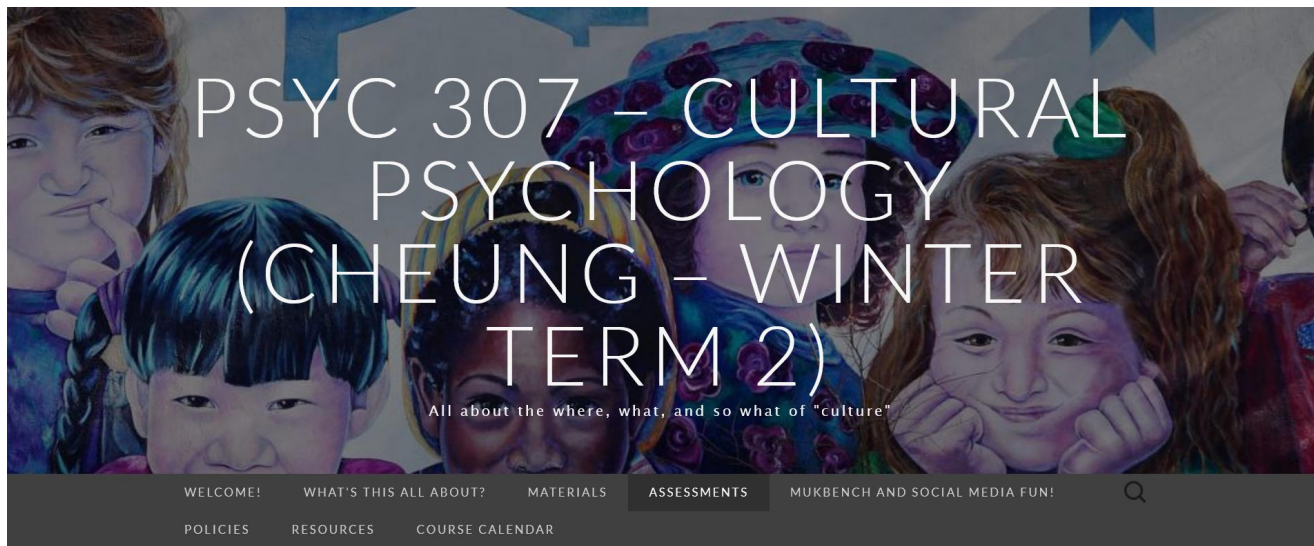 PSYC 307 – CULTURAL
PSYCHOLOGY
(CHEUNG – WINTER
TERM 2)
All about the where, what, and so what of "culture"
WELCOME! WHAT'S THIS ALL ABOUT? MATERIALS ASSESSMENTS MUKBENCH AND SOCIAL MEDIA FUN!
POLICIES RESOURCES COURSE CALENDAR